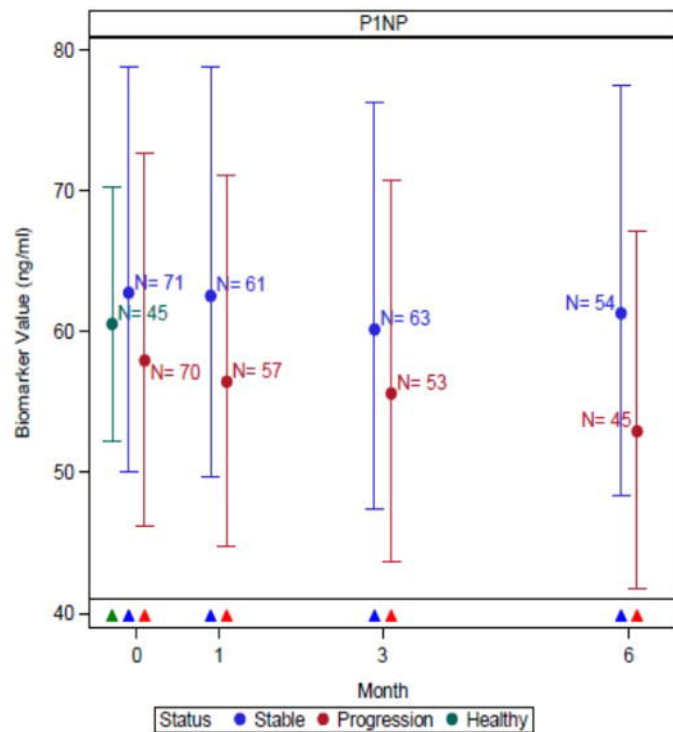 P1NP
80
70
60
50
40
Biomarker Value (ng/ml)
N= 71
N= 45
N= 70
N= 61
N= 57
N= 63
N= 53
N= 54
N= 45
0 1 3 6
Month
Status Stable Progression Healthy